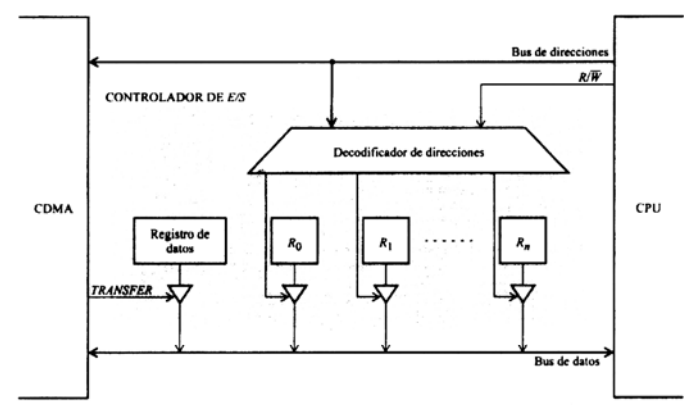 Bus de direcciones
R/W̅
CONTROLADOR DE E/S
Decodificador de direcciones
CDMA
CPU
Registro de
datos
R0
R1
......
Rn
TRANSFER
Bus de datos